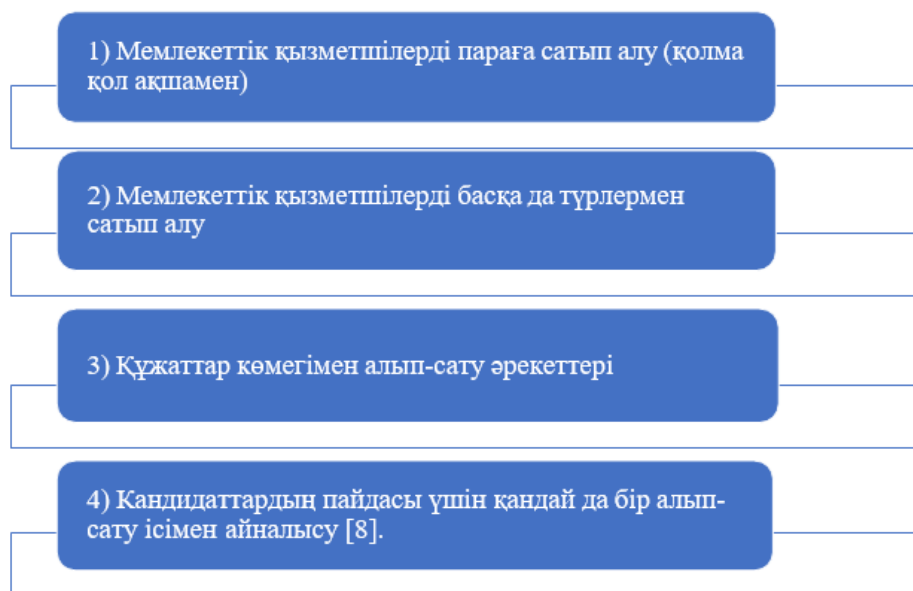 1) Мемлекеттік қызметшілерді параға сатып алу (қолма
қол ақшамен)
2) Мемлекеттік қызметшілерді басқа да түрлермен
сатып алу
3) Құжаттар көмегімен алып-сату әрекеттері
4) Кандидаттардың пайдасы үшін қандай да бір алып-
сату ісімен айналысу [8].